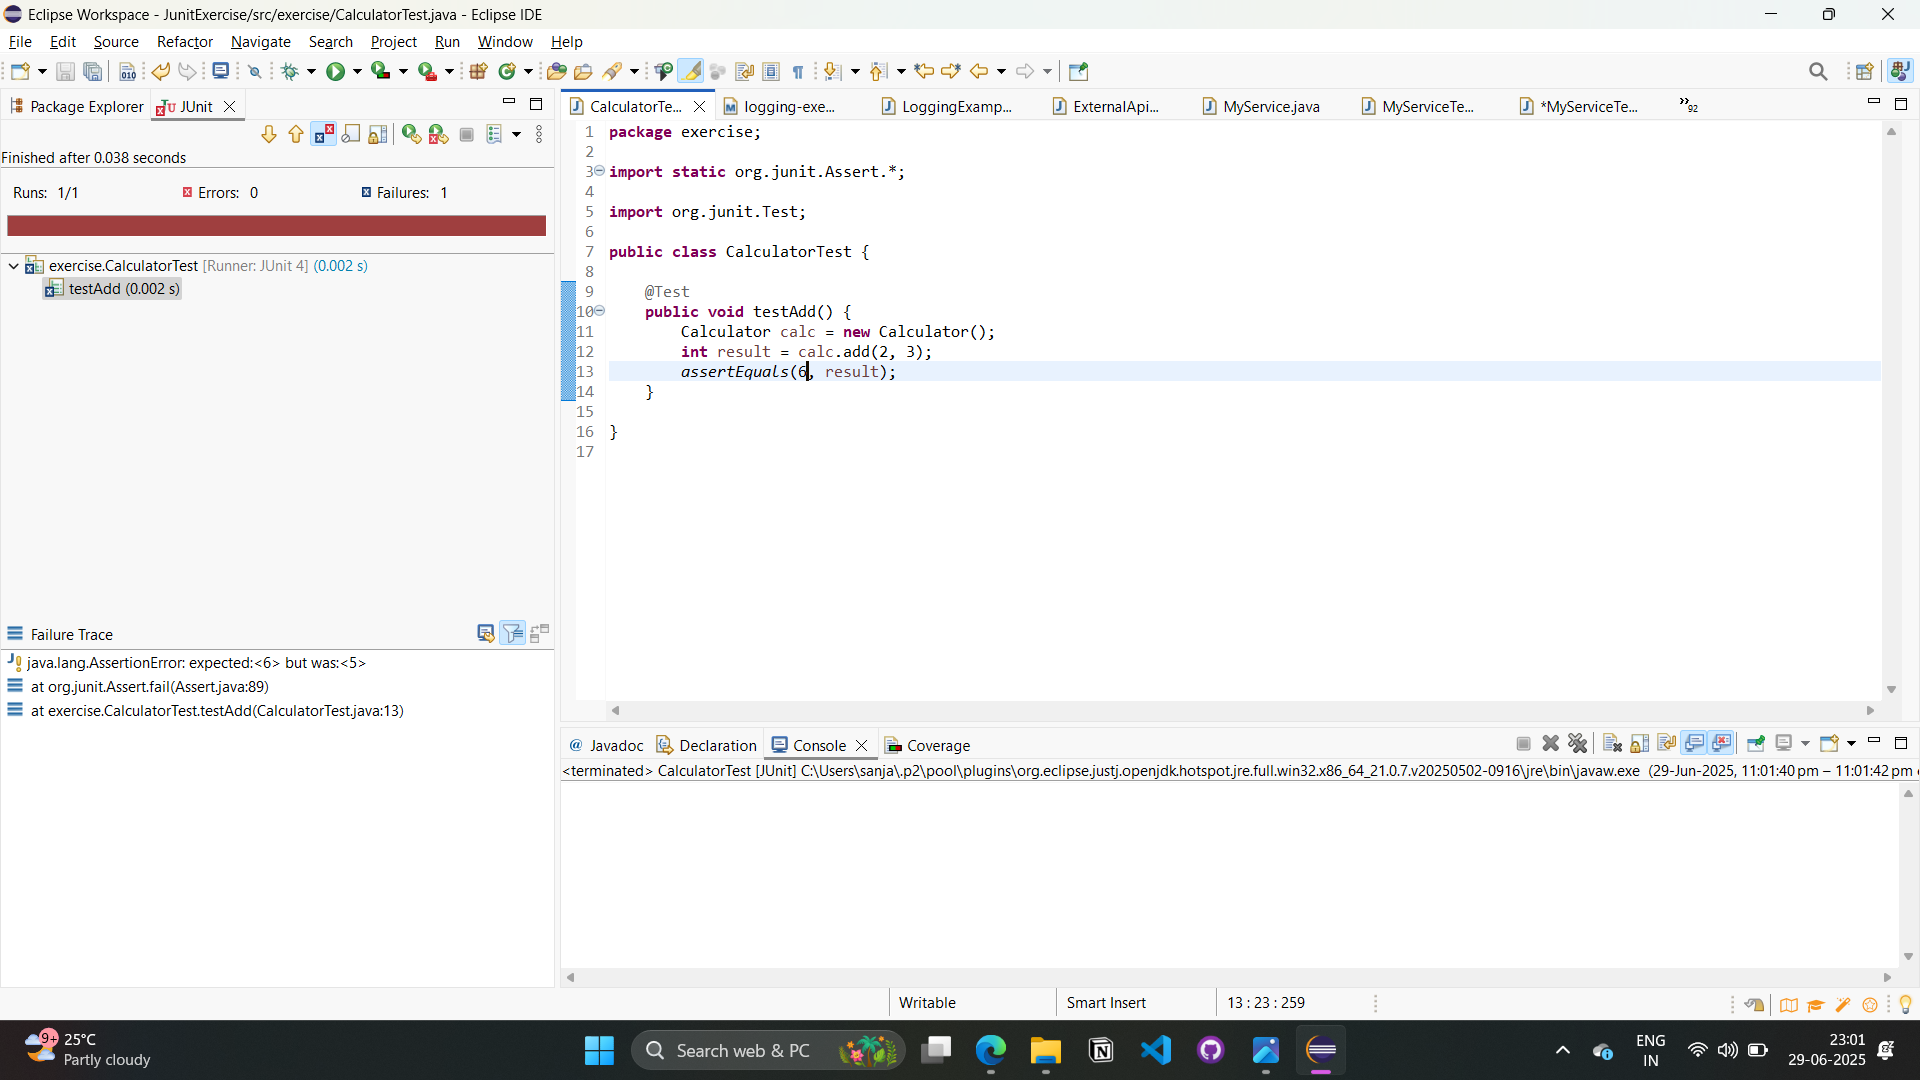 Eclipse Workspace - JunitExercise/src/exercise/CalculatorTest.java - Eclipse IDE
File Edit Source Refactor Navigate Search Project Run Window Help
Package Explorer JUnit
Finished after 0.038 seconds
Runs: 1/1 Errors: 0 Failures: 1
exercise.CalculatorTest [Runner: JUnit 4] (0.002 s)
testAdd (0.002 s)
Failure Trace
java.lang.AssertionError: expected:<6> but was:<5>
at org.junit.Assert.fail(Assert.java:89)
at exercise.CalculatorTest.testAdd(CalculatorTest.java:13)
CalculatorTe... logging-exe... LoggingExamp... ExternalApi... MyService.java MyServiceTe... *MyServiceTe... »92
1 package exercise;
2
3 import static org.junit.Assert.*;
4
5 import org.junit.Test;
6
7 public class CalculatorTest {
8
9 @Test
10 public void testAdd() {
11 Calculator calc = new Calculator();
12 int result = calc.add(2, 3);
13 assertEquals(6, result);
14 }
15
16 }
17
@ Javadoc Declaration Console Coverage
<terminated> CalculatorTest [JUnit] C:\Users\sanja\.p2\pool\plugins\org.eclipse.justj.openjdk.hotspot.jre.full.win32.x86_64_21.0.7.v20250502-0916\jre\bin\javaw.exe (29-Jun-2025, 11:01:40 pm – 11:01:42 pm
Writable Smart Insert 13 : 23 : 259
9+ 25°C
Partly cloudy
Search web & PC
ENG
IN
23:01
29-06-2025